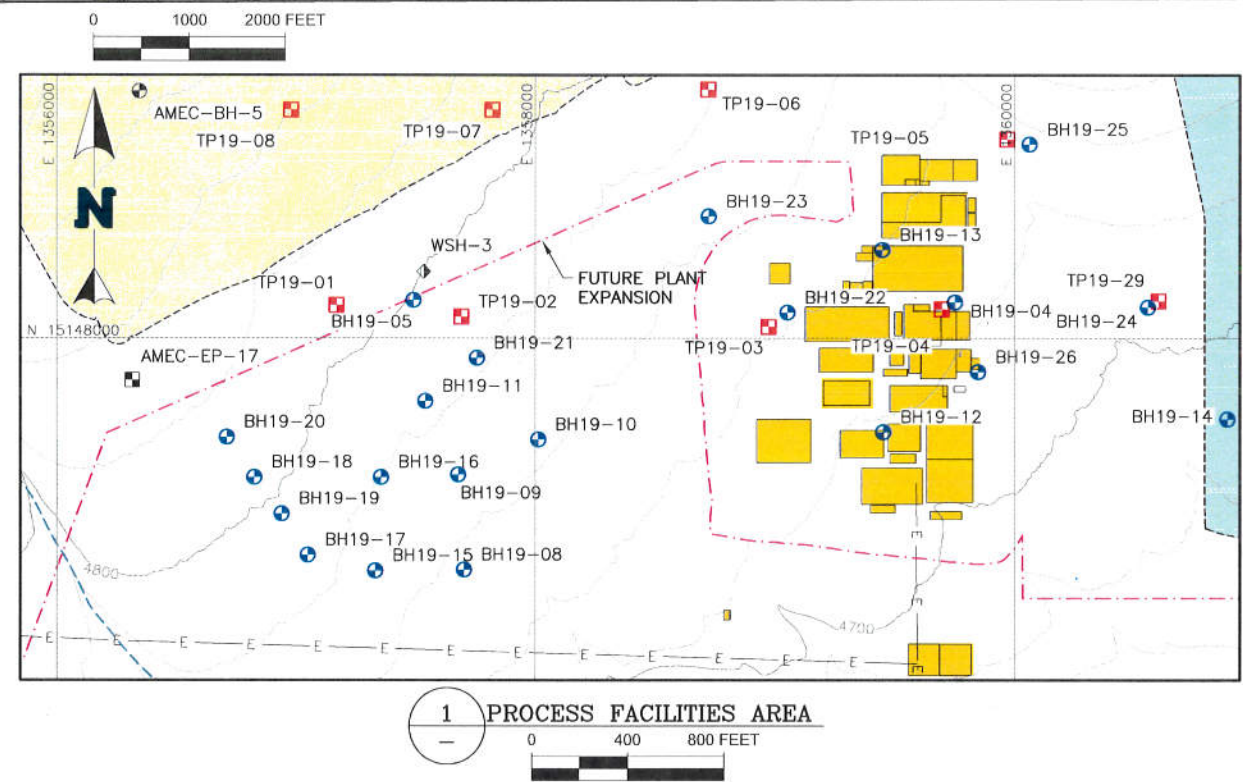 0 1000 2000 FEET
E 1356000
E 1358000
E 1360000
AMEC-BH-5
TP19-08
TP19-07
TP19-06
TP19-05
BH19-25
N
BH19-23
BH19-13
WSH-3
FUTURE PLANT
EXPANSION
TP19-01
BH19-05
TP19-02
BH19-22
BH19-04
TP19-29
BH19-24
N 15148000
TP19-03
TP19-04
AMEC-EP-17
BH19-21
BH19-26
BH19-11
BH19-20
BH19-10
BH19-12
BH19-14
BH19-18
BH19-16
BH19-09
BH19-19
BH19-17
BH19-15
BH19-08
4800
4700
E E E E E E E E E E E E E E E E
1
PROCESS FACILITIES AREA
0 400 800 FEET